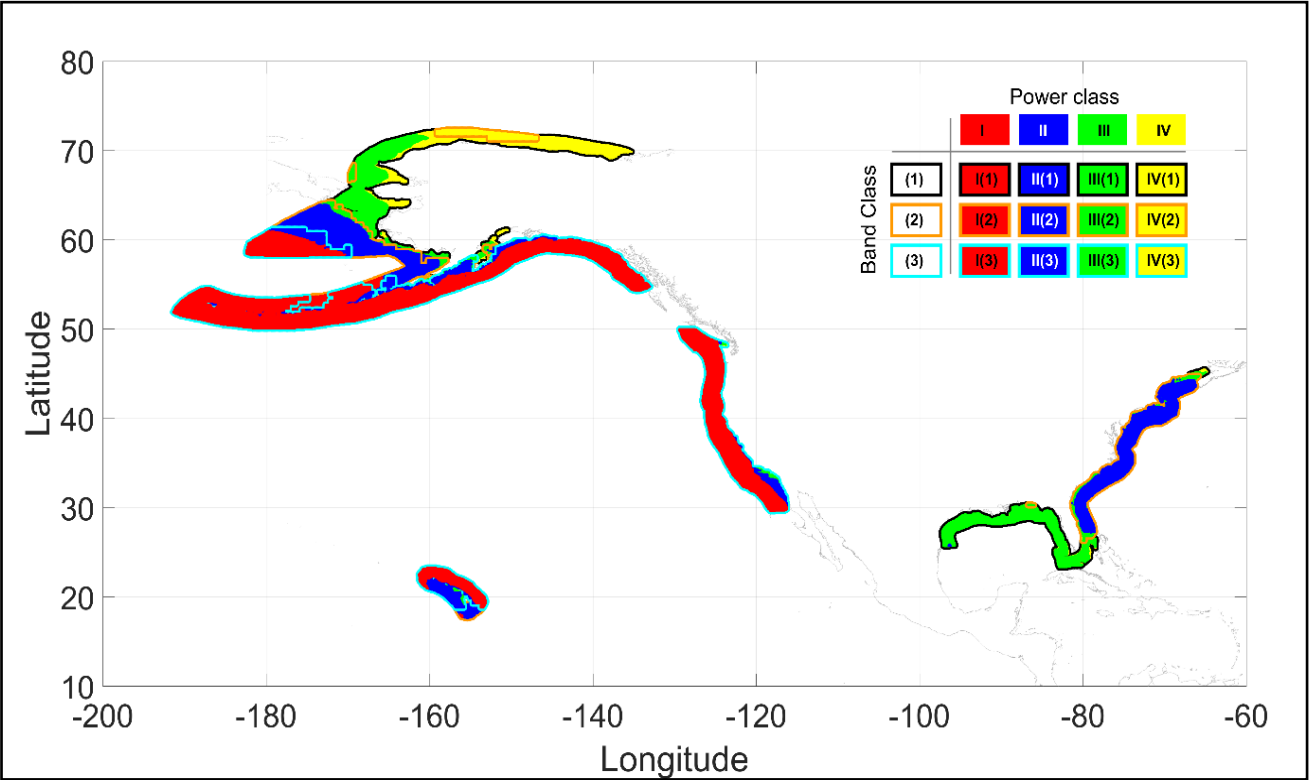 80
70
60
50
40
30
20
10
-200
-180
-160
-140
-120
-100
-80
-60
Latitude
Longitude
Power class
I II III IV
Band Class
(1) I(1) II(1) III(1) IV(1)
(2) I(2) II(2) III(2) IV(2)
(3) I(3) II(3) III(3) IV(3)